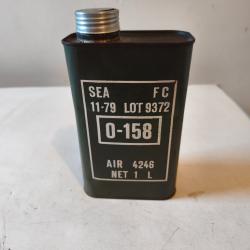 SEA FC
11-79 LOT 9372
O-158
AIR 4246
NET 1 L